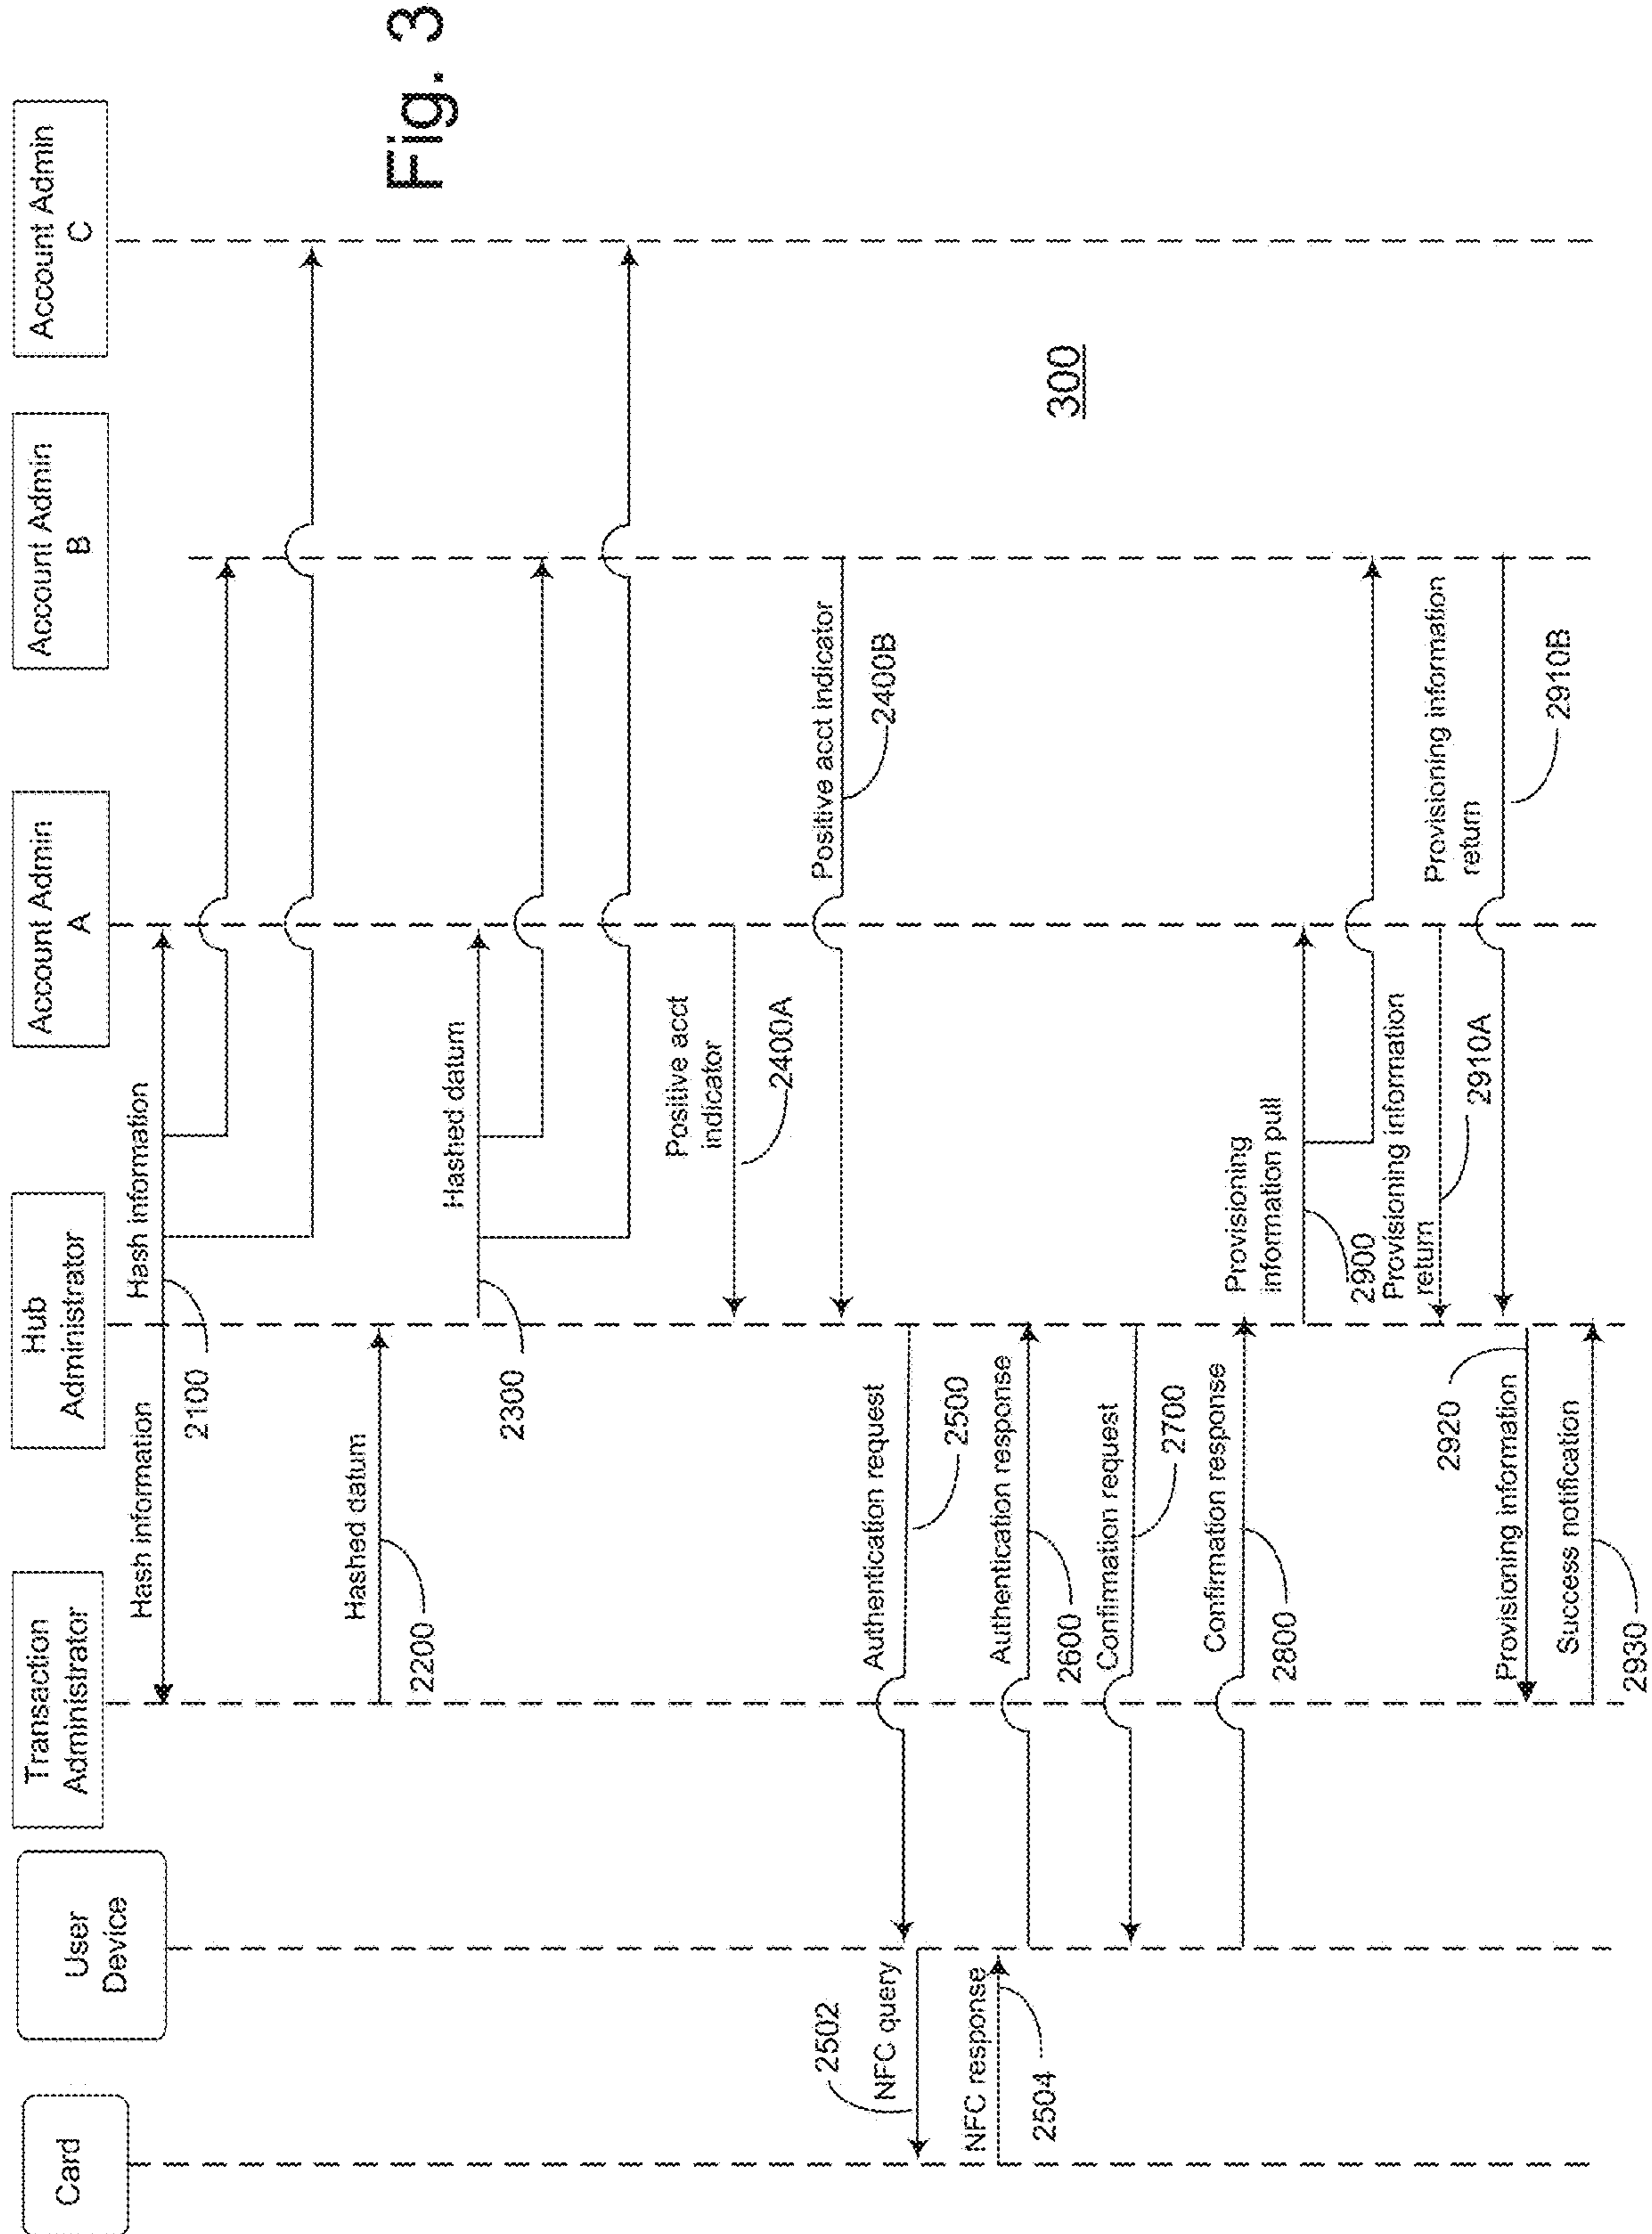 Card
User
Device
Transaction
Administrator
Hub
Administrator
Account Admin
A
Account Admin
B
Account Admin
C
Hash information
Hash information
2100
Hashed datum
2200
Hashed datum
2300
Positive acct
indicator
2400A
Positive acct indicator
2400B
Authentication request
2500
2502
NFC query
NFC response
2504
Authentication response
2600
Confirmation request
2700
Confirmation response
2800
Provisioning
information pull
2900
Provisioning information
return
2910A
Provisioning information
return
2910B
2920
Provisioning information
Success notification
2930
300
Fig. 3